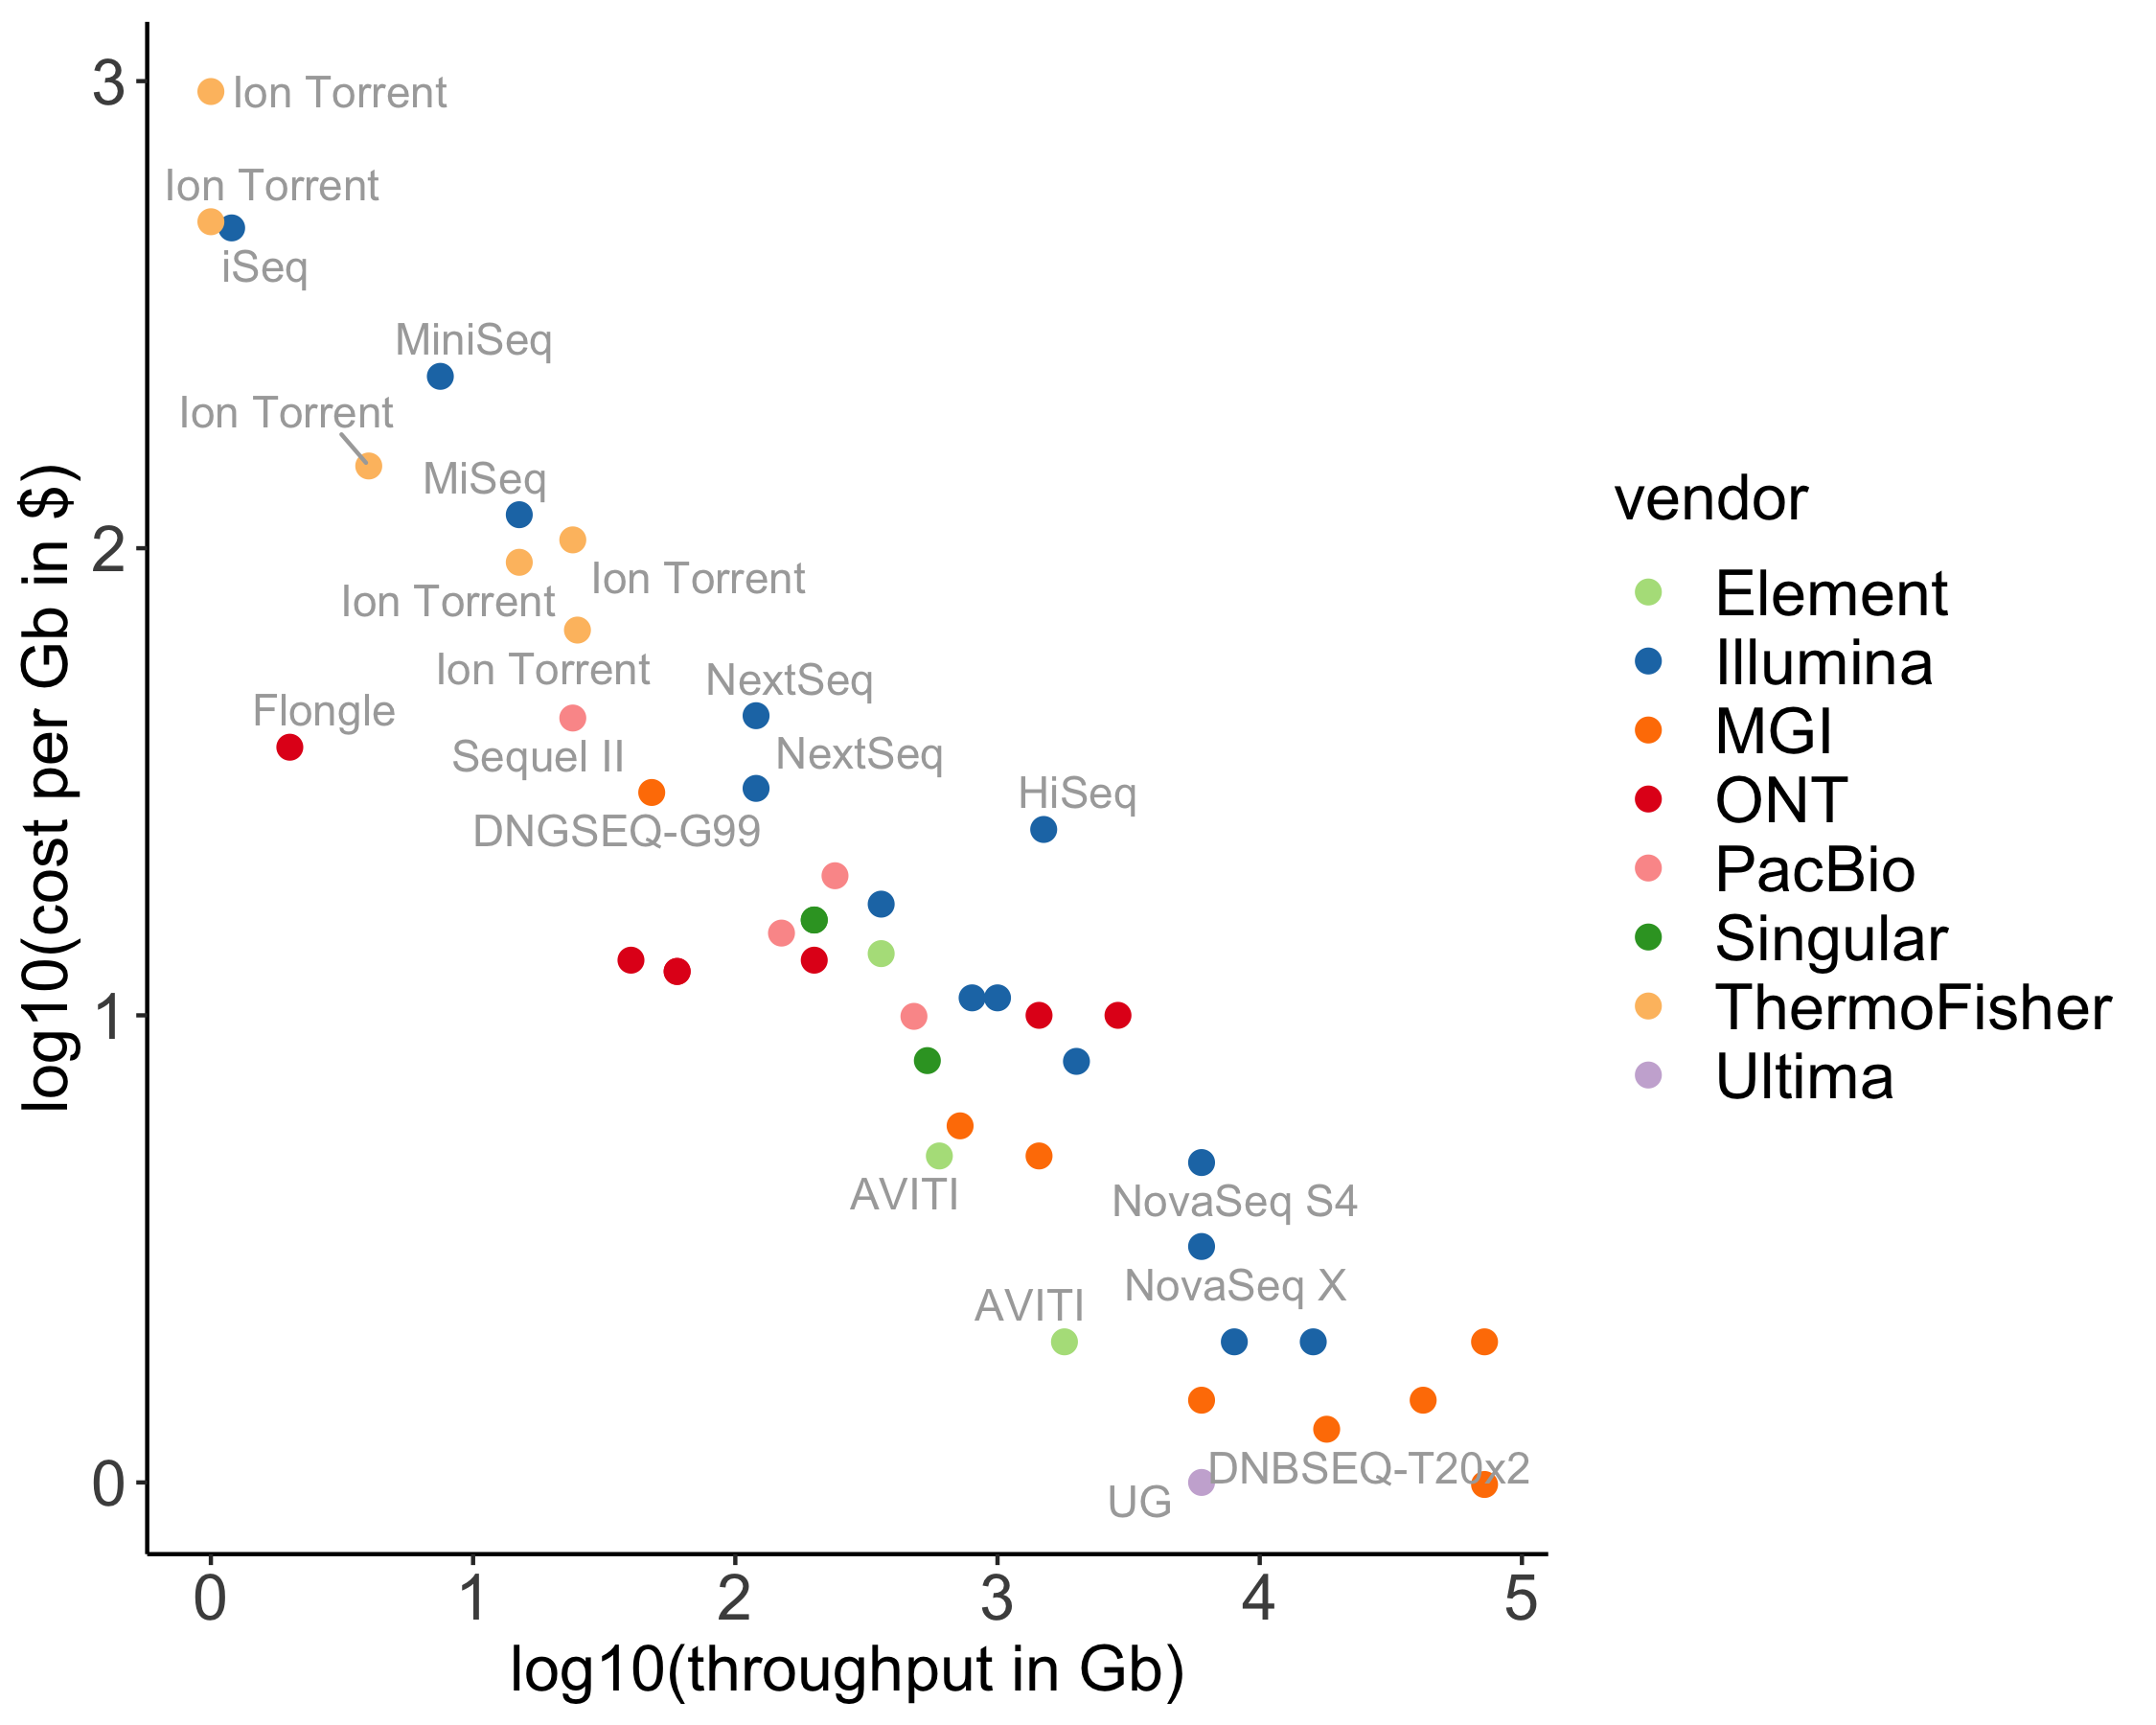 3
Ion Torrent
Ion Torrent
iSeq
MiniSeq
Ion Torrent
MiSeq
2
Ion Torrent
Ion Torrent
Ion Torrent
NextSeq
Flongle
Sequel II
NextSeq
HiSeq
DNGSEQ-G99
1
AVITI
NovaSeq S4
NovaSeq X
AVITI
DNBSEQ-T20x2
0
UG
0 1 2 3 4 5
log10(throughput in Gb)
log10(cost per Gb in $)
vendor
Element
Illumina
MGI
ONT
PacBio
Singular
ThermoFisher
Ultima